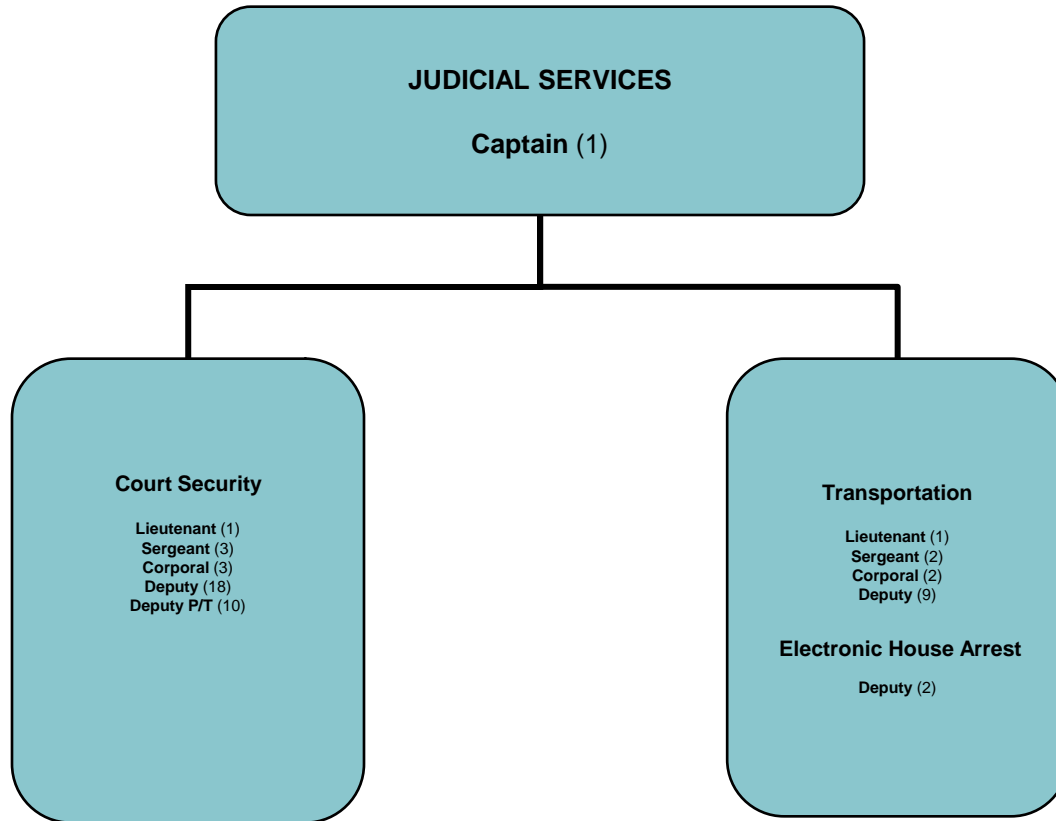 JUDICIAL SERVICES
Captain (1)
Court Security
Lieutenant (1)
Sergeant (3)
Corporal (3)
Deputy (18)
Deputy P/T (10)
Transportation
Lieutenant (1)
Sergeant (2)
Corporal (2)
Deputy (9)
Electronic House Arrest
Deputy (2)